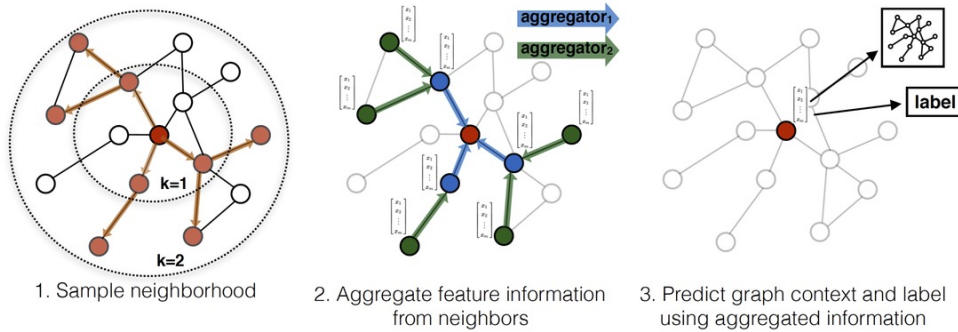 k=1
k=2
1. Sample neighborhood
aggregator₁
aggregator₂
2. Aggregate feature information
from neighbors
label
3. Predict graph context and label
using aggregated information